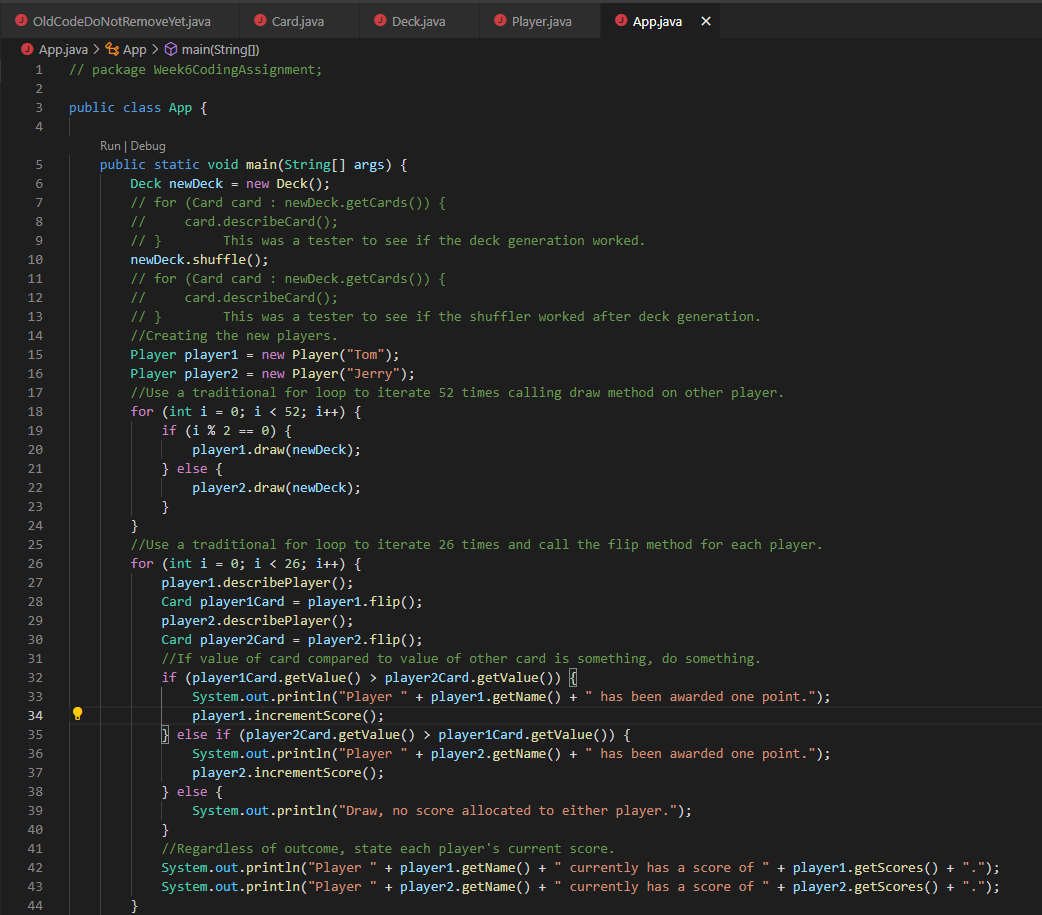 OldCodeDoNotRemoveYet.java Card.java Deck.java Player.java App.java
App.java > App > main(String[])
1 // package Week6CodingAssignment;
2
3 public class App {
4
Run | Debug
5 public static void main(String[] args) {
6 Deck newDeck = new Deck();
7 // for (Card card : newDeck.getCards()) {
8 //     card.describeCard();
9 // }        This was a tester to see if the deck generation worked.
10 newDeck.shuffle();
11 // for (Card card : newDeck.getCards()) {
12 //     card.describeCard();
13 // }        This was a tester to see if the shuffler worked after deck generation.
14 //Creating the new players.
15 Player player1 = new Player("Tom");
16 Player player2 = new Player("Jerry");
17 //Use a traditional for loop to iterate 52 times calling draw method on other player.
18 for (int i = 0; i < 52; i++) {
19 if (i % 2 == 0) {
20 player1.draw(newDeck);
21 } else {
22 player2.draw(newDeck);
23 }
24 }
25 //Use a traditional for loop to iterate 26 times and call the flip method for each player.
26 for (int i = 0; i < 26; i++) {
27 player1.describePlayer();
28 Card player1Card = player1.flip();
29 player2.describePlayer();
30 Card player2Card = player2.flip();
31 //If value of card compared to value of other card is something, do something.
32 if (player1Card.getValue() > player2Card.getValue()) {
33 System.out.println("Player " + player1.getName() + " has been awarded one point.");
34 player1.incrementScore();
35 } else if (player2Card.getValue() > player1Card.getValue()) {
36 System.out.println("Player " + player2.getName() + " has been awarded one point.");
37 player2.incrementScore();
38 } else {
39 System.out.println("Draw, no score allocated to either player.");
40 }
41 //Regardless of outcome, state each player's current score.
42 System.out.println("Player " + player1.getName() + " currently has a score of " + player1.getScores() + ".");
43 System.out.println("Player " + player2.getName() + " currently has a score of " + player2.getScores() + ".");
44 }